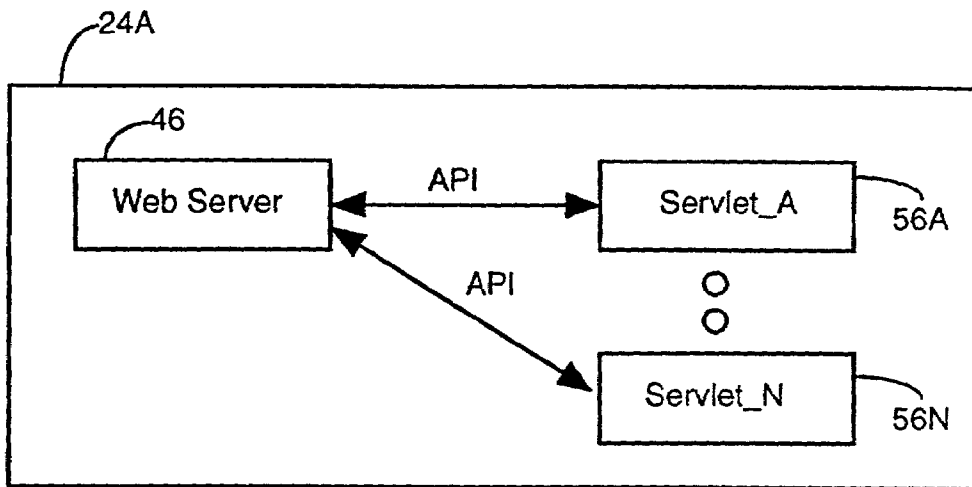 24A
46
Web Server
API
Servlet_A
56A
API
Servlet_N
56N